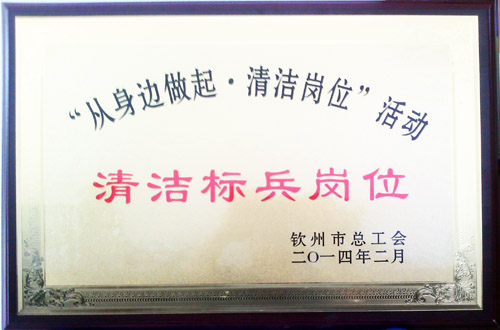 “从身边做起·清洁岗位”活动
清洁标兵岗位
钦州市总工会
二〇一四年二月